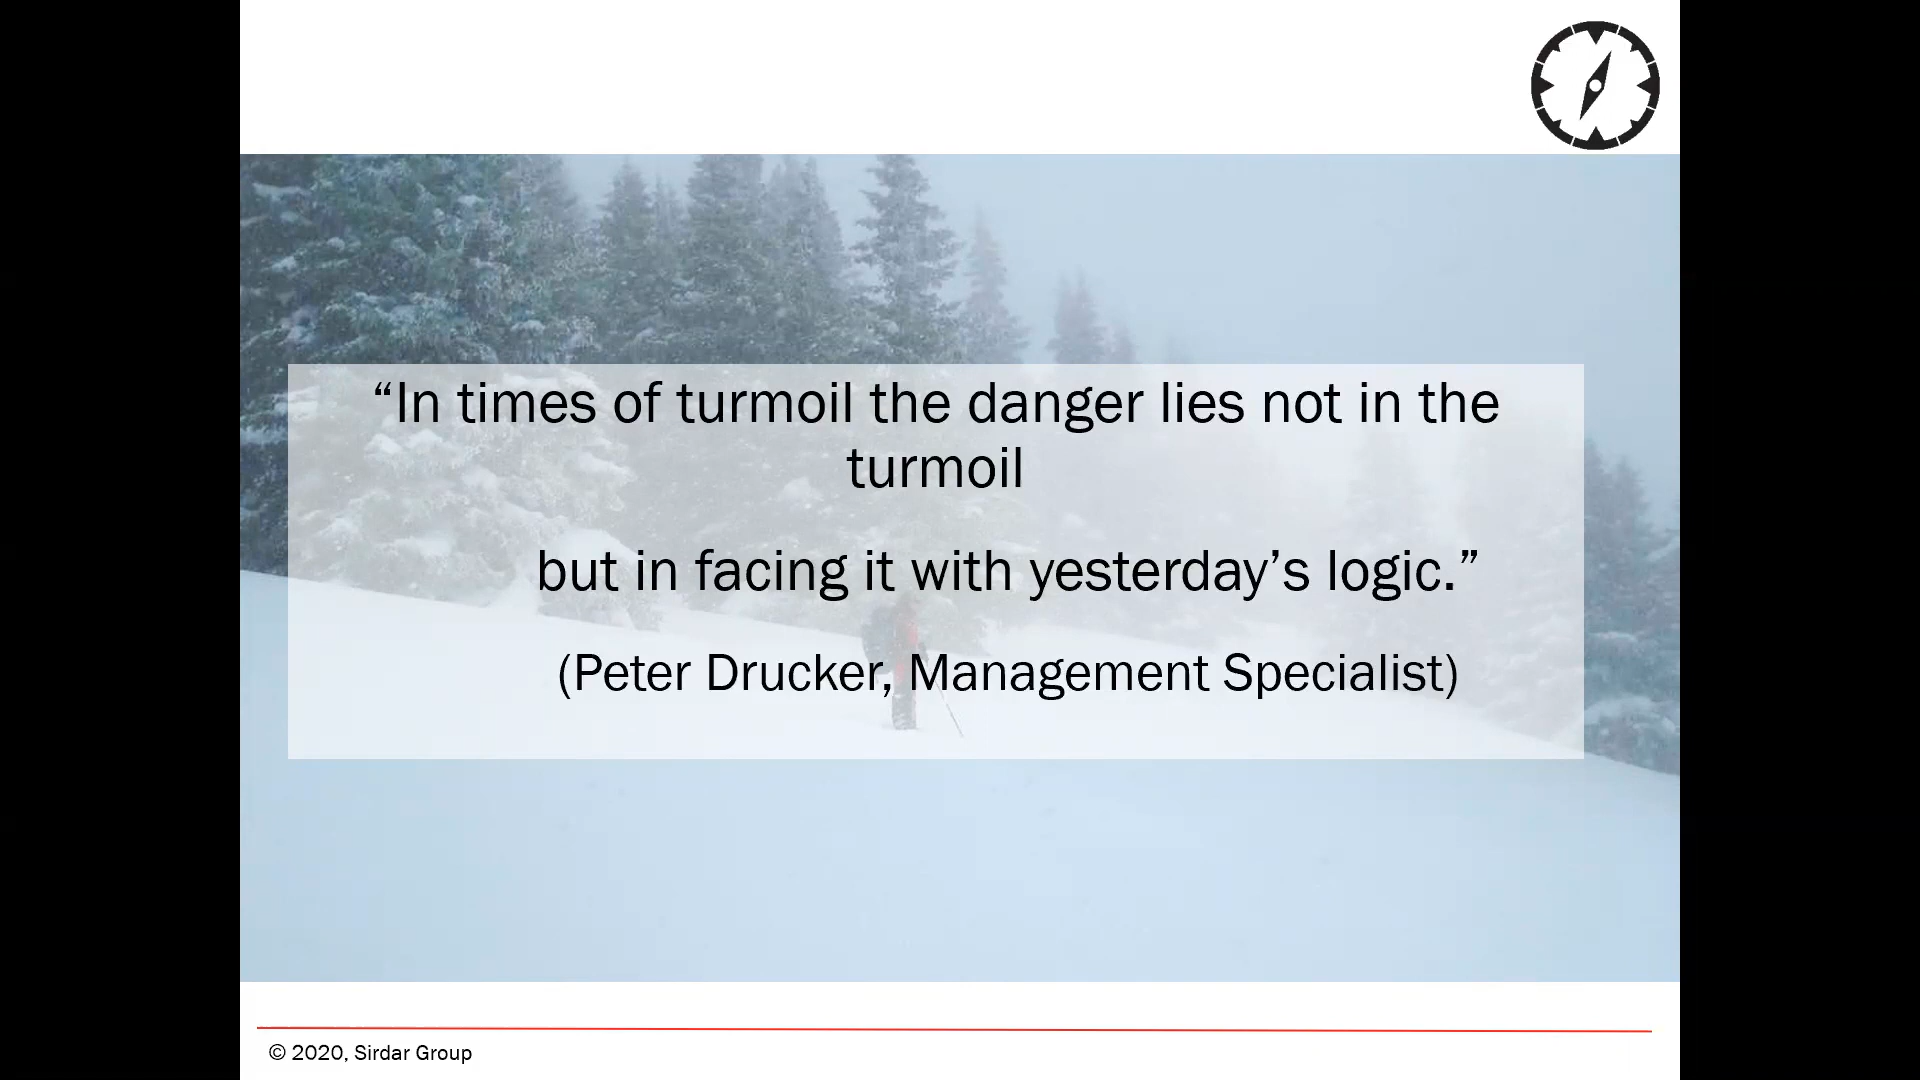 “In times of turmoil the danger lies not in the
turmoil
but in facing it with yesterday’s logic.”
(Peter Drucker, Management Specialist)
© 2020, Sirdar Group